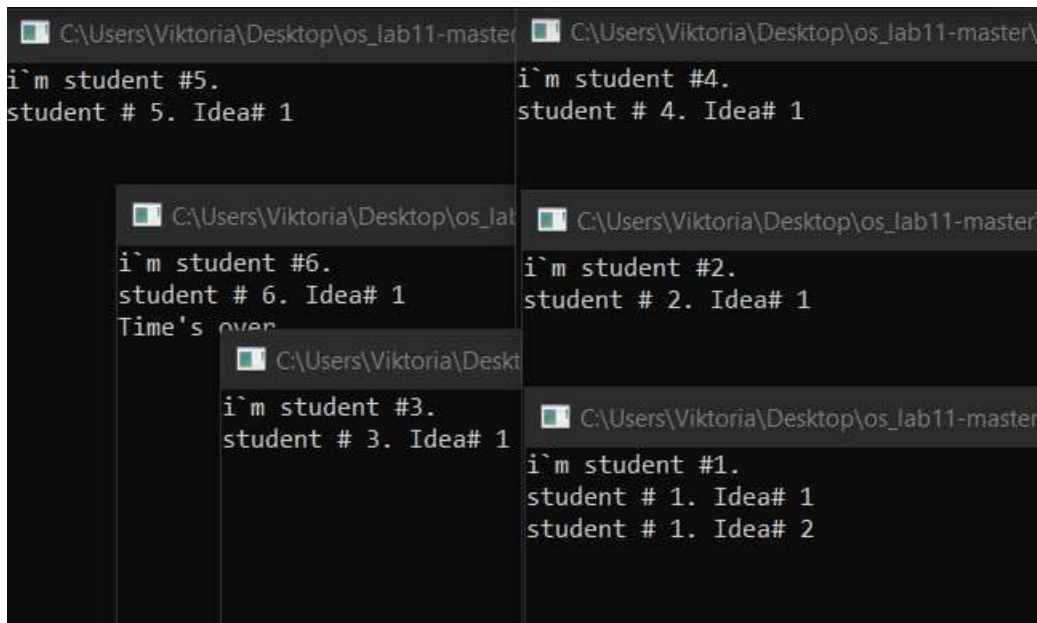 C:\Users\Viktoria\Desktop\os_lab11-master
i`m student #5.
student # 5. Idea# 1
C:\Users\Viktoria\Desktop\os_lab11-master\
i`m student #4.
student # 4. Idea# 1
C:\Users\Viktoria\Desktop\os_lab
i`m student #6.
student # 6. Idea# 1
Time's over
C:\Users\Viktoria\Desktop\os_lab11-master\
i`m student #2.
student # 2. Idea# 1
C:\Users\Viktoria\Deskt
i`m student #3.
student # 3. Idea# 1
C:\Users\Viktoria\Desktop\os_lab11-master
i`m student #1.
student # 1. Idea# 1
student # 1. Idea# 2